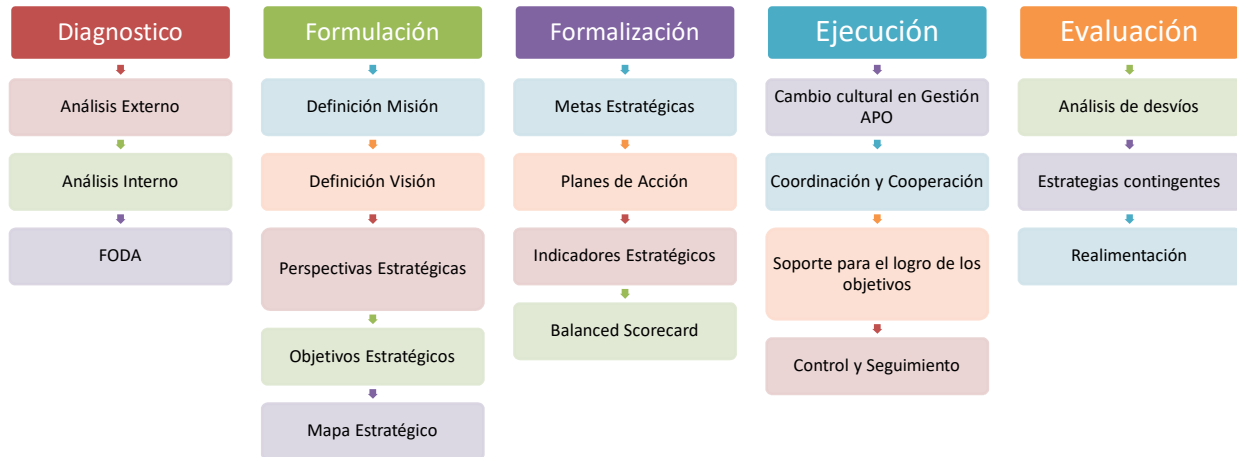 Diagnostico
Análisis Externo
Análisis Interno
FODA
Formulación
Definición Misión
Definición Visión
Perspectivas Estratégicas
Objetivos Estratégicos
Mapa Estratégico
Formalización
Metas Estratégicas
Planes de Acción
Indicadores Estratégicos
Balanced Scorecard
Ejecución
Cambio cultural en Gestión
APO
Coordinación y Cooperación
Soporte para el logro de los
objetivos
Control y Seguimiento
Evaluación
Análisis de desvíos
Estrategias contingentes
Realimentación